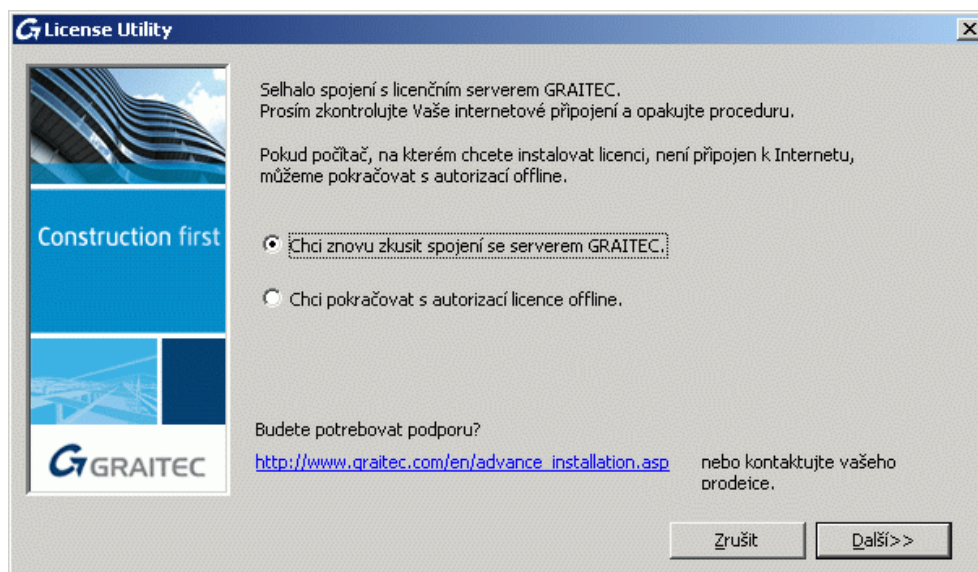 License Utility
Selhalo spojení s licenčním serverem GRAITEC.
Prosím zkontrolujte Vaše internetové připojení a opakujte proceduru.
Pokud počítač, na kterém chcete instalovat licenci, není připojen k Internetu,
můžeme pokračovat s autorizací offline.
Construction first
Chci znovu zkusit spojení se serverem GRAITEC.
Chci pokračovat s autorizací licence offline.
Budete potrebovat podporu?
http://www.graitec.com/en/advance_installation.asp
nebo kontaktujte vašeho
prodejce.
GRAITEC
Zrušit
Další>>